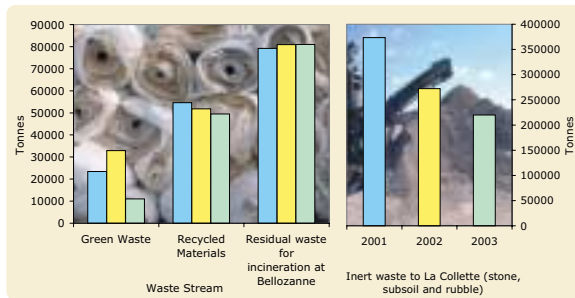 90000
80000
70000
60000
50000
40000
30000
20000
10000
0
Tonnes
Green Waste
Recycled
Materials
Residual waste
for
incineration at
Bellozanne
Waste Stream
400000
350000
300000
250000
200000
150000
100000
50000
0
Tonnes
2001
2002
2003
Inert waste to La Collette (stone,
subsoil and rubble)